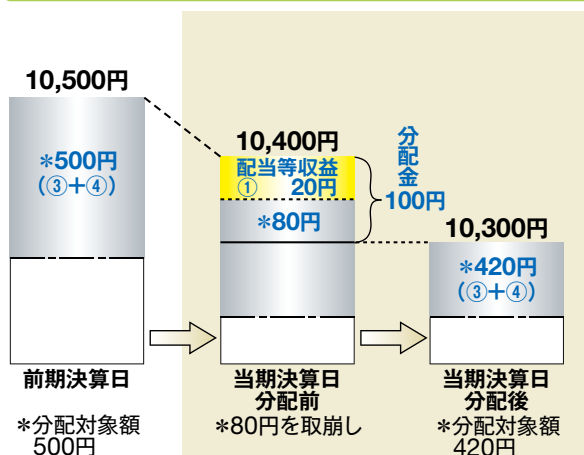 10,500円
*500円
(③+④)
前期決算日
*分配対象額
500円
10,400円
配当等収益
① 20円
*80円
分配金
100円
当期決算日
分配前
*80円を取崩し
10,300円
*420円
(③+④)
当期決算日
分配後
*分配対象額
420円